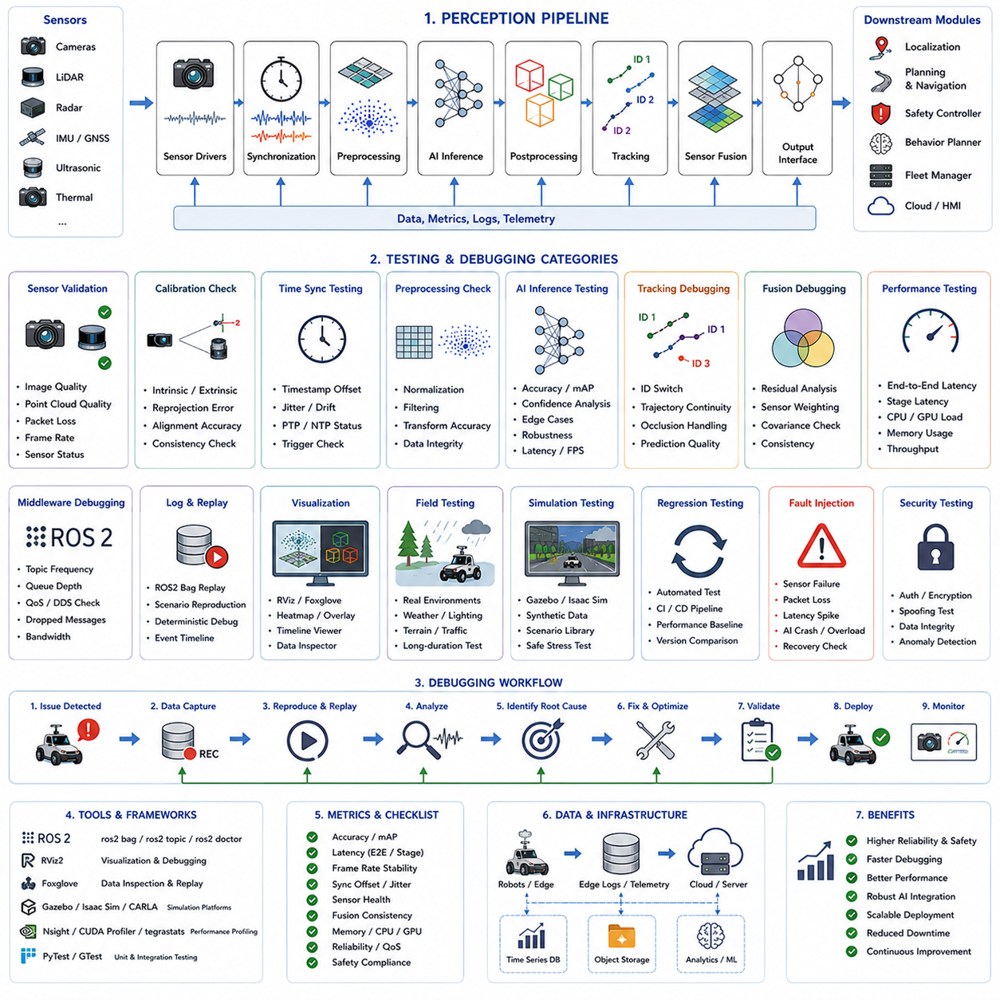 Sensors
Cameras
LiDAR
Radar
IMU / GNSS
Ultrasonic
Thermal
...
1. PERCEPTION PIPELINE
Sensor Drivers
Synchronization
Preprocessing
AI Inference
Postprocessing
ID 1
ID 2
ID 2
Tracking
Sensor Fusion
Output
Interface
Data, Metrics, Logs, Telemetry
Downstream Modules
Localization
Planning
& Navigation
Safety Controller
Behavior Planner
Fleet Manager
Cloud / HMI
2. TESTING & DEBUGGING CATEGORIES
Sensor Validation
• Image Quality
• Point Cloud Quality
• Packet Loss
• Frame Rate
• Sensor Status
Calibration Check
2
• Intrinsic / Extrinsic
• Reprojection Error
• Alignment Accuracy
• Consistency Check
Time Sync Testing
• Timestamp Offset
• Jitter / Drift
• PTP / NTP Status
• Trigger Check
Preprocessing Check
• Normalization
• Filtering
• Transform Accuracy
• Data Integrity
AI Inference Testing
• Accuracy / mAP
• Confidence Analysis
• Edge Cases
• Robustness
• Latency / FPS
Tracking Debugging
ID 1
ID 1
ID 3
• ID Switch
• Trajectory Continuity
• Occlusion Handling
• Prediction Quality
Fusion Debugging
• Residual Analysis
• Sensor Weighting
• Covariance Check
• Consistency
Performance Testing
• End-to-End Latency
• Stage Latency
• CPU / GPU Load
• Memory Usage
• Throughput
Middleware Debugging
ROS 2
• Topic Frequency
• Queue Depth
• QoS / DDS Check
• Dropped Messages
• Bandwidth
Log & Replay
• ROS2 Bag Replay
• Scenario Reproduction
• Deterministic Debug
• Event Timeline
Visualization
• RViz / Foxglove
• Heatmap / Overlay
• Timeline Viewer
• Data Inspector
Field Testing
• Real Environments
• Weather / Lighting
• Terrain / Traffic
• Long-duration Test
Simulation Testing
• Gazebo / Isaac Sim
• Synthetic Data
• Scenario Library
• Safe Stress Test
Regression Testing
• Automated Test
• CI / CD Pipeline
• Performance Baseline
• Version Comparison
Fault Injection
• Sensor Failure
• Packet Loss
• Latency Spike
• AI Crash / Overload
• Recovery Check
Security Testing
• Auth / Encryption
• Spoofing Test
• Data Integrity
• Anomaly Detection
3. DEBUGGING WORKFLOW
1. Issue Detected
2. Data Capture
REC
3. Reproduce & Replay
4. Analyze
5. Identify Root Cause
6. Fix & Optimize
7. Validate
8. Deploy
9. Monitor
4. TOOLS & FRAMEWORKS
ROS 2 ros2 bag / ros2 topic / ros2 doctor
RViz2 Visualization & Debugging
Foxglove Data Inspection & Replay
Gazebo / Isaac Sim / CARLA Simulation Platforms
Nsight / CUDA Profiler / tegrastats Performance Profiling
PyTest / GTest Unit & Integration Testing
5. METRICS & CHECKLIST
Accuracy / mAP
Latency (E2E / Stage)
Frame Rate Stability
Sync Offset / Jitter
Sensor Health
Fusion Consistency
Memory / CPU / GPU
Reliability / QoS
Safety Compliance
6. DATA & INFRASTRUCTURE
Robots / Edge
Edge Logs / Telemetry
Cloud / Server
Time Series DB
Object Storage
Analytics / ML
7. BENEFITS
Higher Reliability & Safety
Faster Debugging
Better Performance
Robust AI Integration
Scalable Deployment
Reduced Downtime
Continuous Improvement